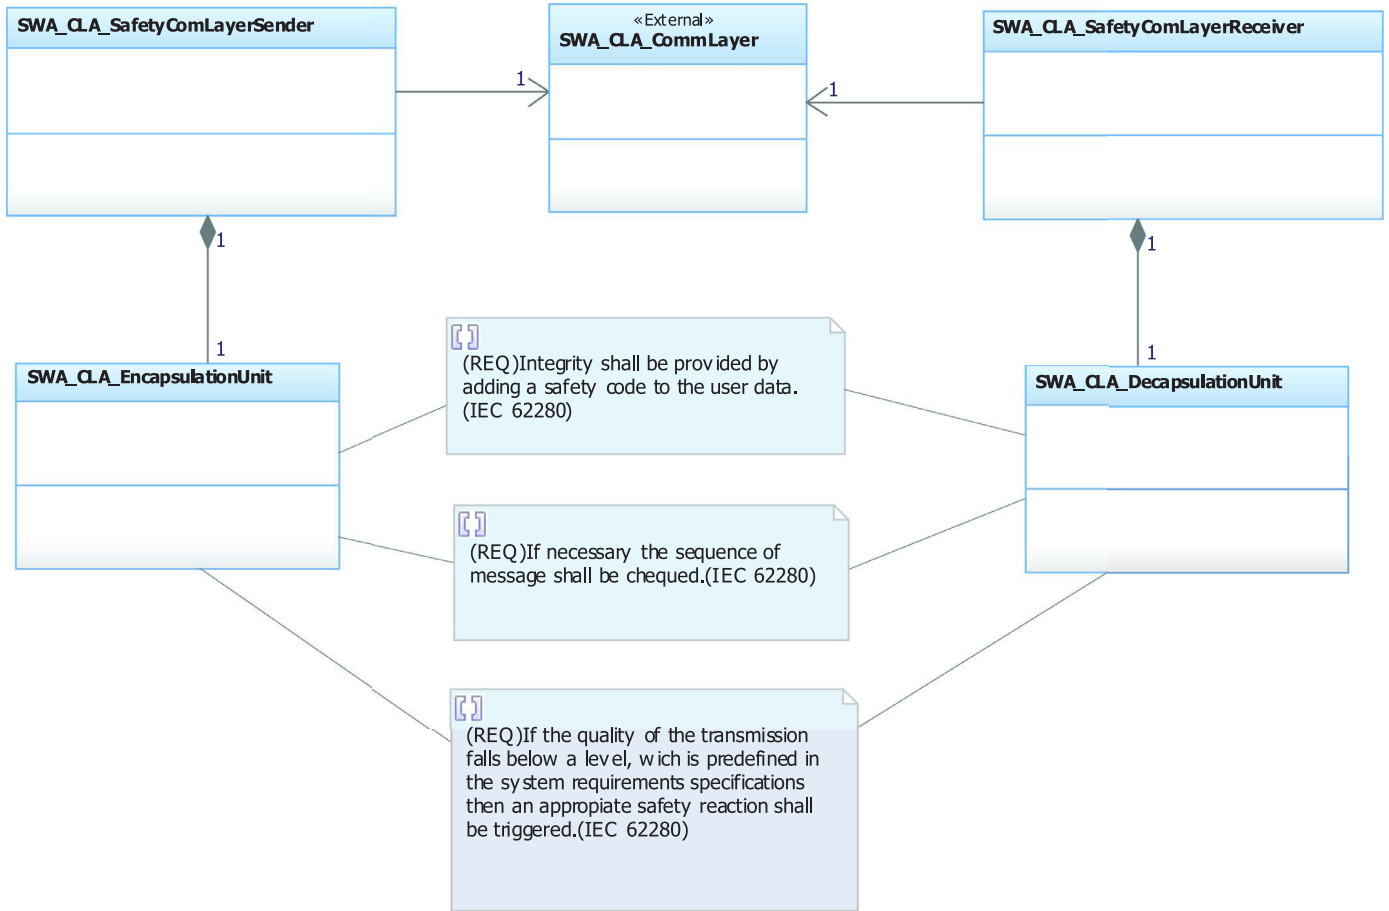 SWA_CLA_SafetyComLayerSender
«External»
SWA_CLA_CommLayer
SWA_CLA_SafetyComLayerReceiver
1
1
1
1
1
1
SWA_CLA_EncapsulationUnit
SWA_CLA_DecapsulationUnit
(REQ)Integrity shall be provided by
adding a safety code to the user data.
(IEC 62280)
(REQ)If necessary the sequence of
message shall be chequed.(IEC 62280)
(REQ)If the quality of the transmission
falls below a level, wich is predefined in
the system requirements specifications
then an appropiate safety reaction shall
be triggered.(IEC 62280)